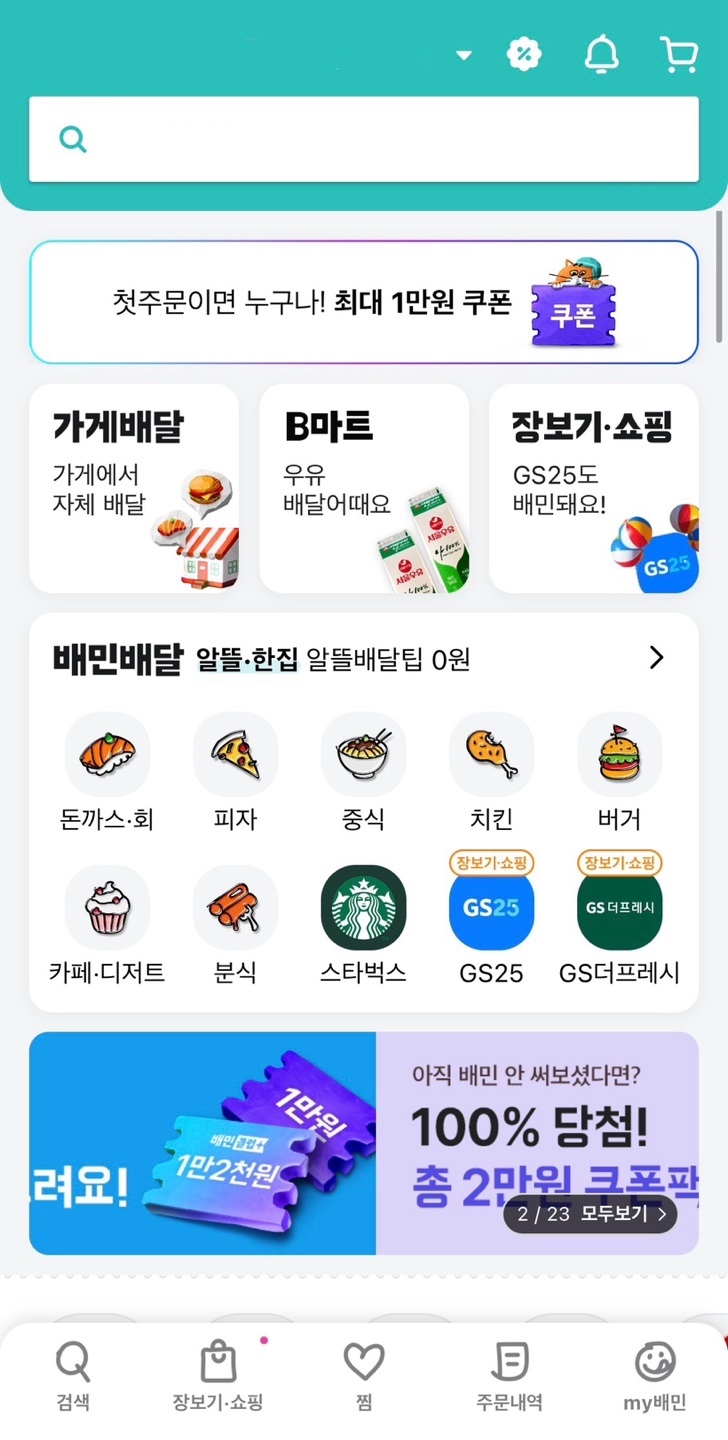 첫주문이면 누구나! 최대 1만원 쿠폰
쿠폰
가게배달
가게에서
자체 배달
B마트
우유
배달어때요
서울우유
서울우유
장보기·쇼핑
GS25도
배민돼요!
GS25
배민배달 알뜰·한집 알뜰배달팁 0원
돈까스·회
피자
중식
치킨
버거
장보기·쇼핑
장보기·쇼핑
GS25
GS더프레시
카페·디저트
분식
스타벅스
GS25
GS더프레시
려요!
1만원
배민클럽+
1만2천원
아직 배민 안 써보셨다면?
100% 당첨!
총 2만원 쿠폰팩
2 / 23 모두보기
검색
장보기·쇼핑
찜
주문내역
my배민